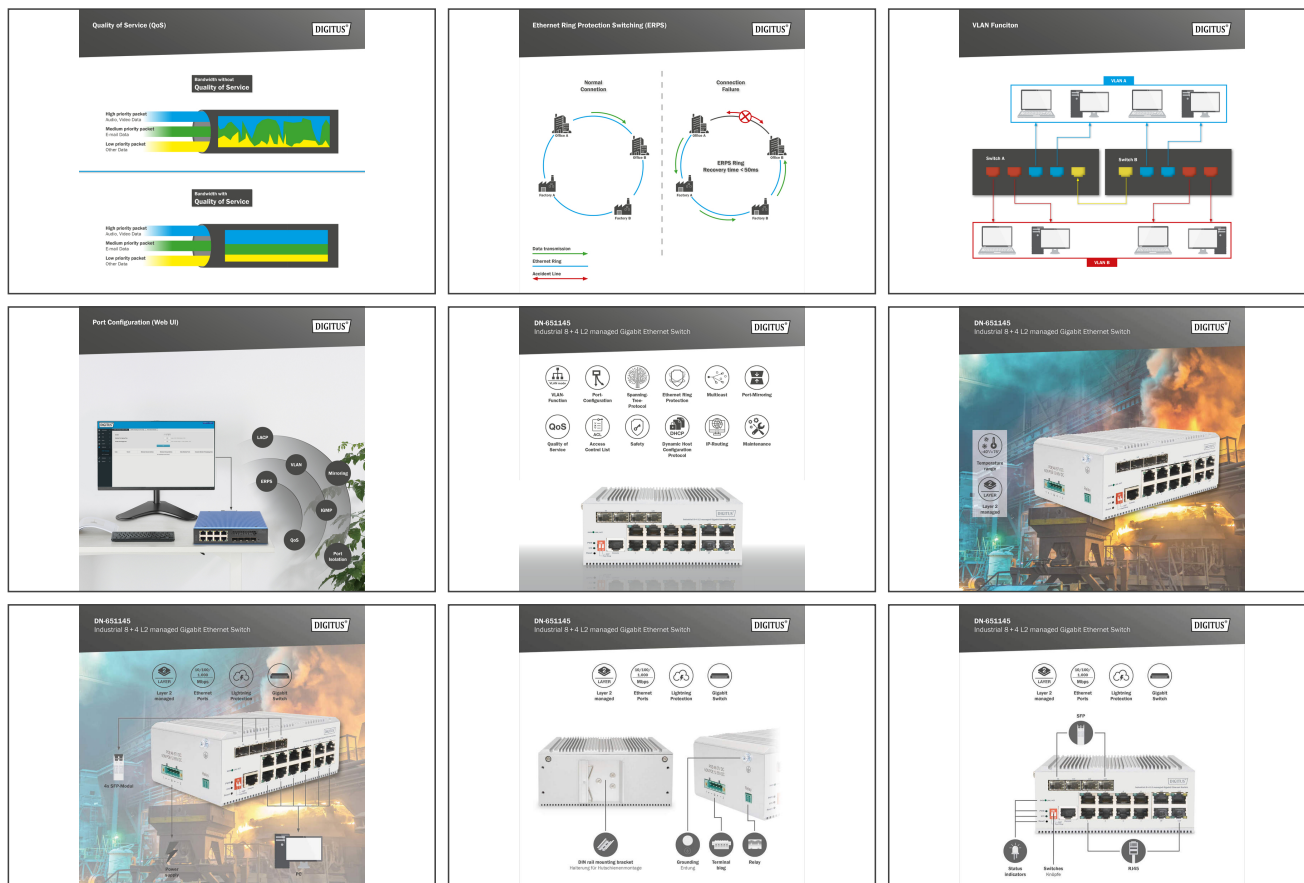 Quality of Service (QoS)
DIGITUS®
Bandwidth without
Quality of Service
High priority packet
Audio, Video Data
Medium priority packet
E-mail Data
Low priority packet
Other Data
Bandwidth with
Quality of Service
High priority packet
Audio, Video Data
Medium priority packet
E-mail Data
Low priority packet
Other Data
Ethernet Ring Protection Switching (ERPS)
DIGITUS®
Normal
Connetion
Connection
Failure
Office A
Office B
Factory A
Factory B
Office A
Office B
ERPS Ring
Recovery time <50ms
Factory A
Factory B
Data transmission
Ethernet Ring
Accident Line
VLAN Funciton
DIGITUS®
VLAN A
Switch A
Switch B
VLAN B
Port Configuration (Web UI)
DIGITUS®
LACP
VLAN
Mirroring
ERPS
IGMP
QoS
Port
Isolation
DN-651145
Industrial 8+4 L2 managed Gigabit Ethernet Switch
DIGITUS®
VLAN-
Function
Port-
Configuration
Spanning-
Tree-
Protocol
Ethernet Ring
Protection
Multicast
Port-Mirroring
QoS
ACL
DHCP
Quality of
Service
Access
Control List
Safety
Dynamic Host
Configuration
Protocol
IP-Routing
Maintenance
DIGITUS
DN-651145
Industrial 8+4 L2 managed Gigabit Ethernet Switch
DIGITUS®
Temperature
range
LAYER
Layer 2
managed
DN-651145
Industrial 8+4 L2 managed Gigabit Ethernet Switch
DIGITUS®
LAYER
10/100/
1.000
Mbps
Layer 2
managed
Ethernet
Ports
Lightning
Protection
Gigabit
Switch
4x SFP-Modul
Power
supply
PC
DN-651145
Industrial 8+4 L2 managed Gigabit Ethernet Switch
DIGITUS®
LAYER
10/100/
1.000
Mbps
Layer 2
managed
Ethernet
Ports
Lightning
Protection
Gigabit
Switch
DIN rail mounting bracket
Halterung für Hutschienenmontage
Grounding
Erdung
Terminal
bloq
Relay
DN-651145
Industrial 8+4 L2 managed Gigabit Ethernet Switch
DIGITUS®
LAYER
10/100/
1.000
Mbps
Layer 2
managed
Ethernet
Ports
Lightning
Protection
Gigabit
Switch
SFP
DIGITUS
Status
indicators
Switches
Knöpfe
RJ45